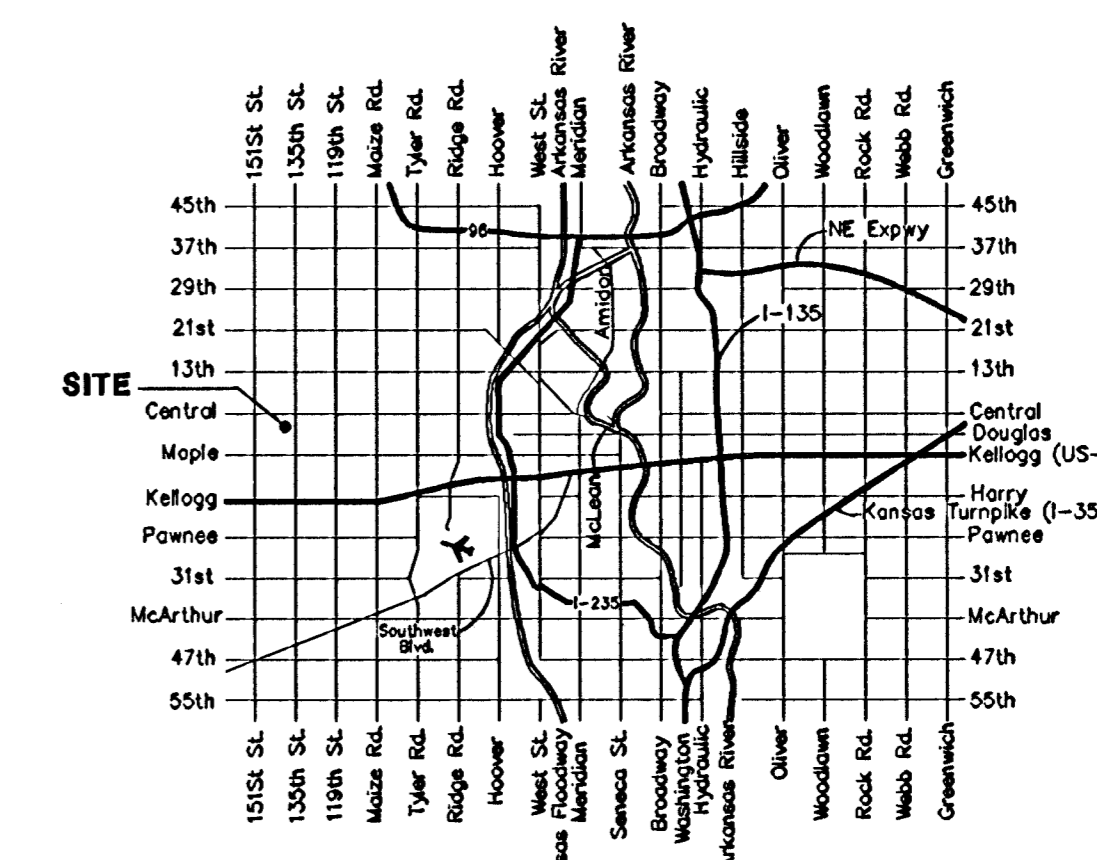 151St St.
135th St.
119th St.
Maize Rd.
Tyler Rd.
Ridge Rd.
Hoover
West St.
Arkansas River
Meridian
Arkansas River
Broadway
Hydraulic
Hillside
Oliver
Woodlawn
Rock Rd.
Webb Rd.
Greenwich
45th
37th
29th
21st
13th
Central
Maple
Kellogg
Pawnee
31st
McArthur
47th
55th
SITE
96
NE Expwy
I-135
Amidon
McLean
I-235
Southwest
Blvd.
45th
37th
29th
21st
13th
Central
Douglas
Kellogg (US-
Harry
Kansas Turnpike (I-35
Pawnee
31st
McArthur
47th
55th
151St St.
135th St.
119th St.
Maize Rd.
Tyler Rd.
Ridge Rd.
Hoover
West St.
sas Floodway
Meridian
Seneca St.
Broadway
Washington
Hydraulic
rkansas River
Oliver
Woodlawn
Rock Rd.
Webb Rd.
Greenwich